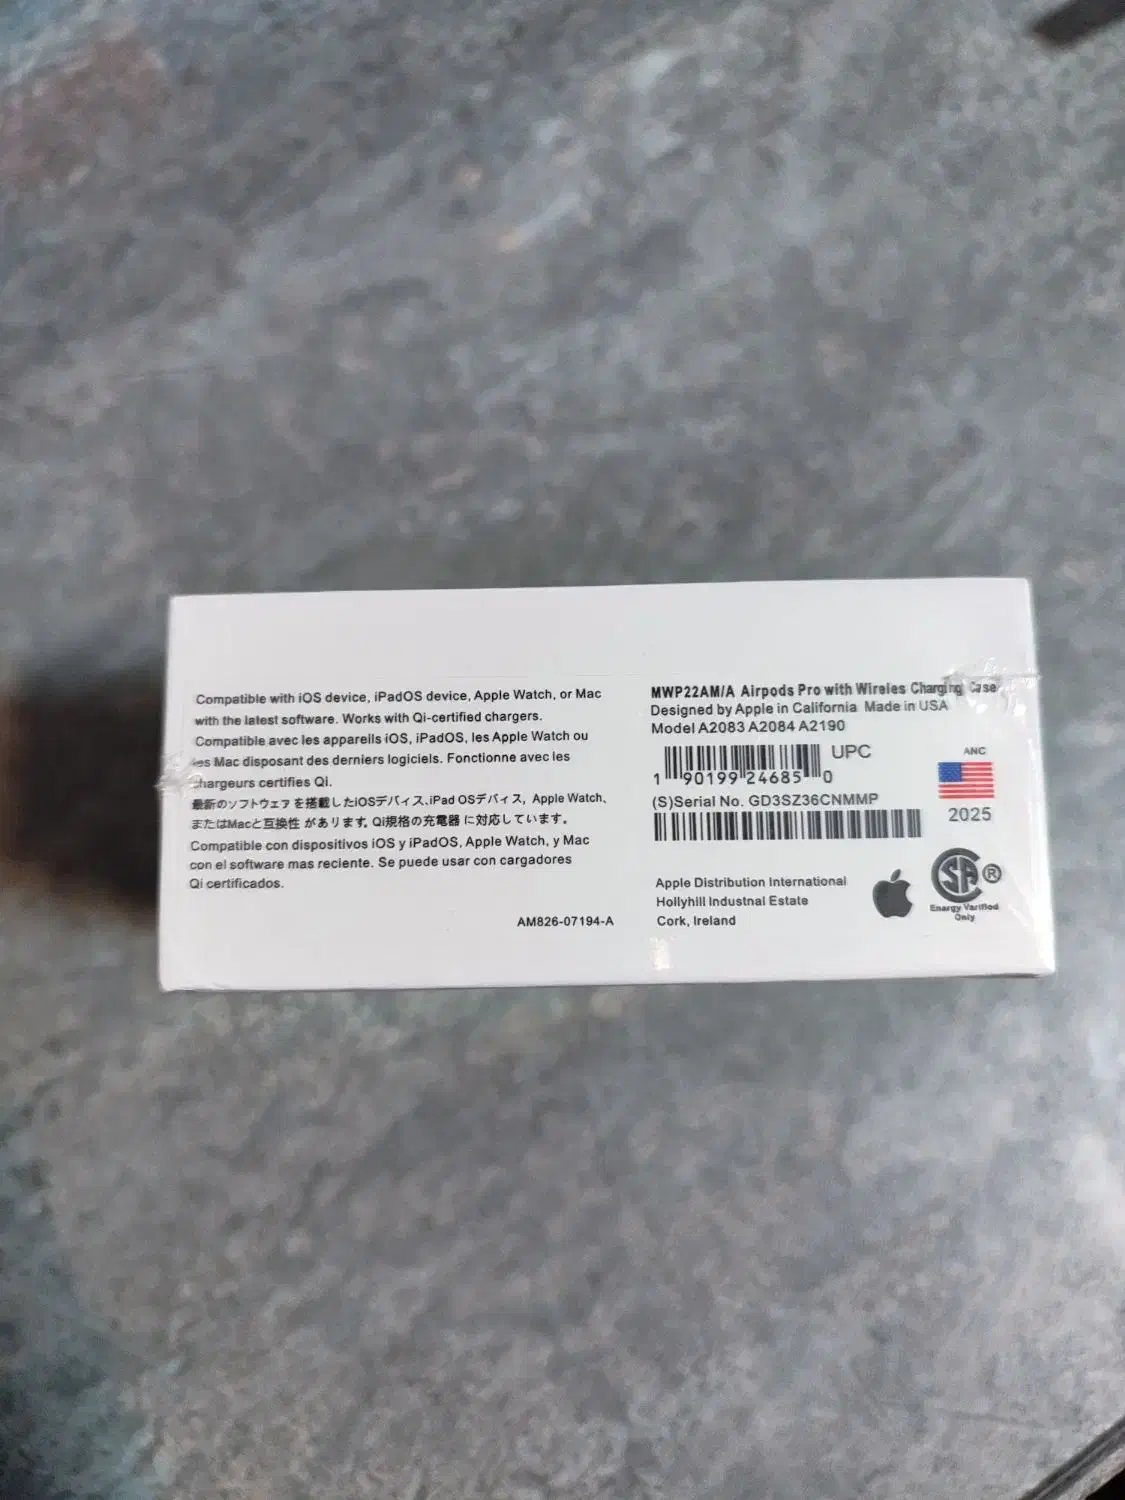 Compatible with iOS device, iPadOS device, Apple Watch, or Mac
with the latest software. Works with Qi-certified chargers.
Compatible avec les appareils iOS, iPadOS, les Apple Watch ou
les Mac disposant des derniers logiciels. Fonctionne avec les
chargeurs certifies Qi.
最新のソフトウェアを搭載したiOSデバイス.iPad OSデバイス, Apple Watch、
またはMacと互換性 があリます. Qi規格の充電器 に対応しています。
Compatible con dispositivos iOS y iPadOS, Apple Watch, y Mac
con el software mas reciente. Se puede usar con cargadores
Qi certificados.
AM826-07194-A
MWP22AM/A Airpods Pro with Wireles Charging Case
Designed by Apple in California Made in USA
Model A2083 A2084 A2190
UPC
1 90199 24685 0
(S)Serial No. GD3SZ36CNMMP
ANC
2025
Apple Distribution International
Hollyhill Industnal Estate
Cork, Ireland
SA ®
Energy Varified
Only